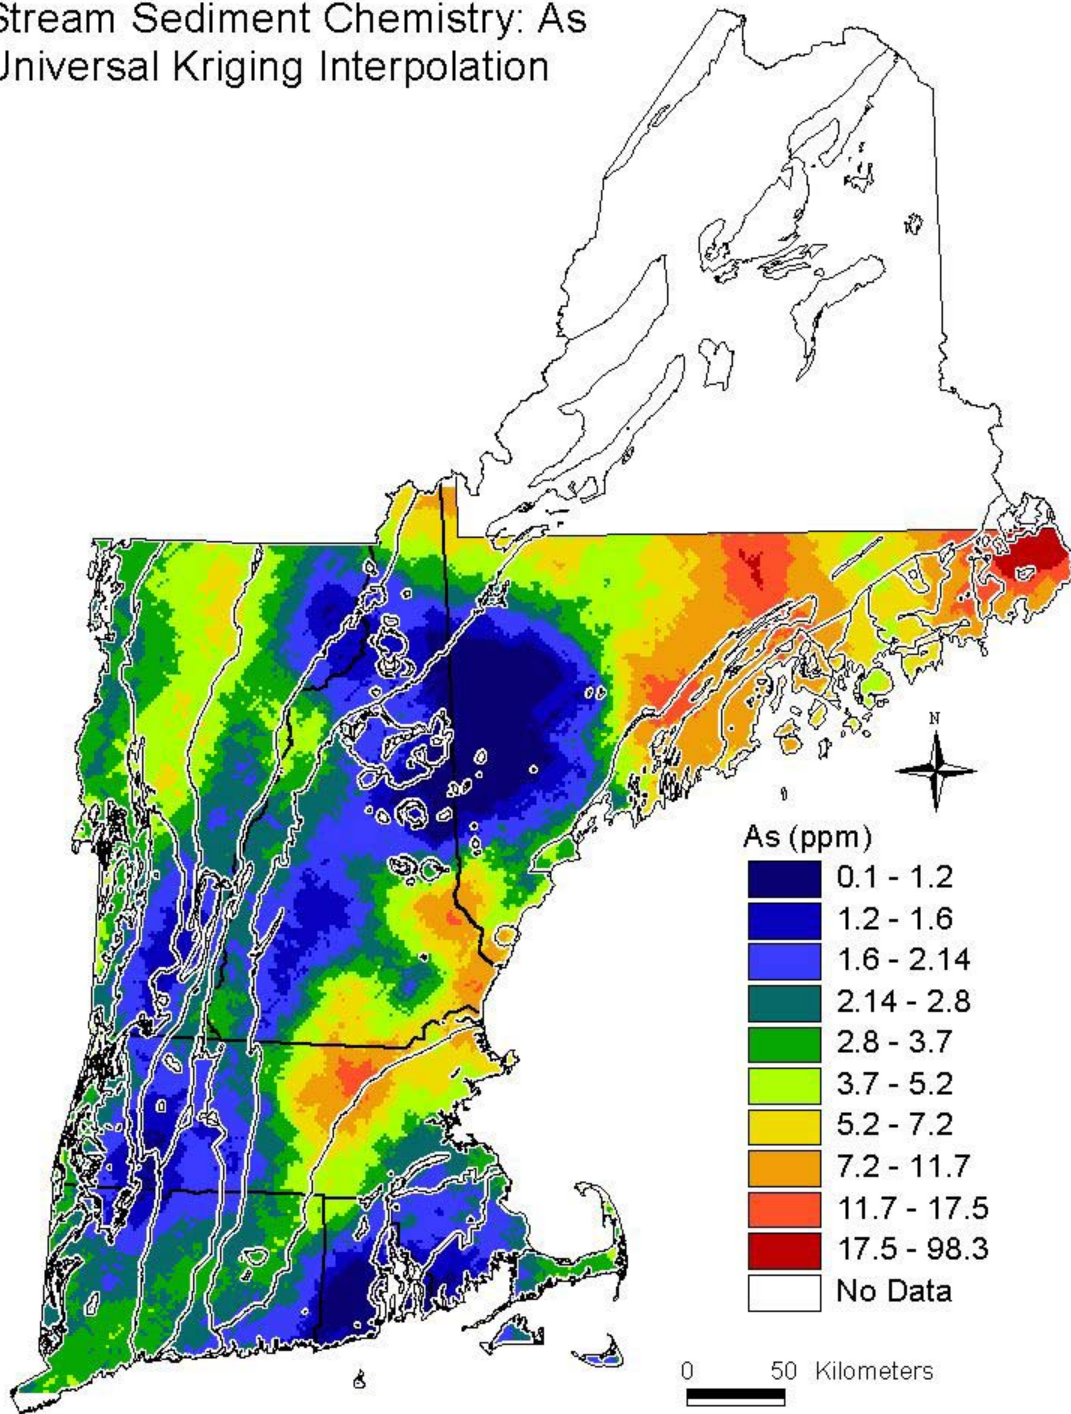 Stream Sediment Chemistry: As
Universal Kriging Interpolation
N
As (ppm)
0.1 - 1.2
1.2 - 1.6
1.6 - 2.14
2.14 - 2.8
2.8 - 3.7
3.7 - 5.2
5.2 - 7.2
7.2 - 11.7
11.7 - 17.5
17.5 - 98.3
No Data
0 50 Kilometers